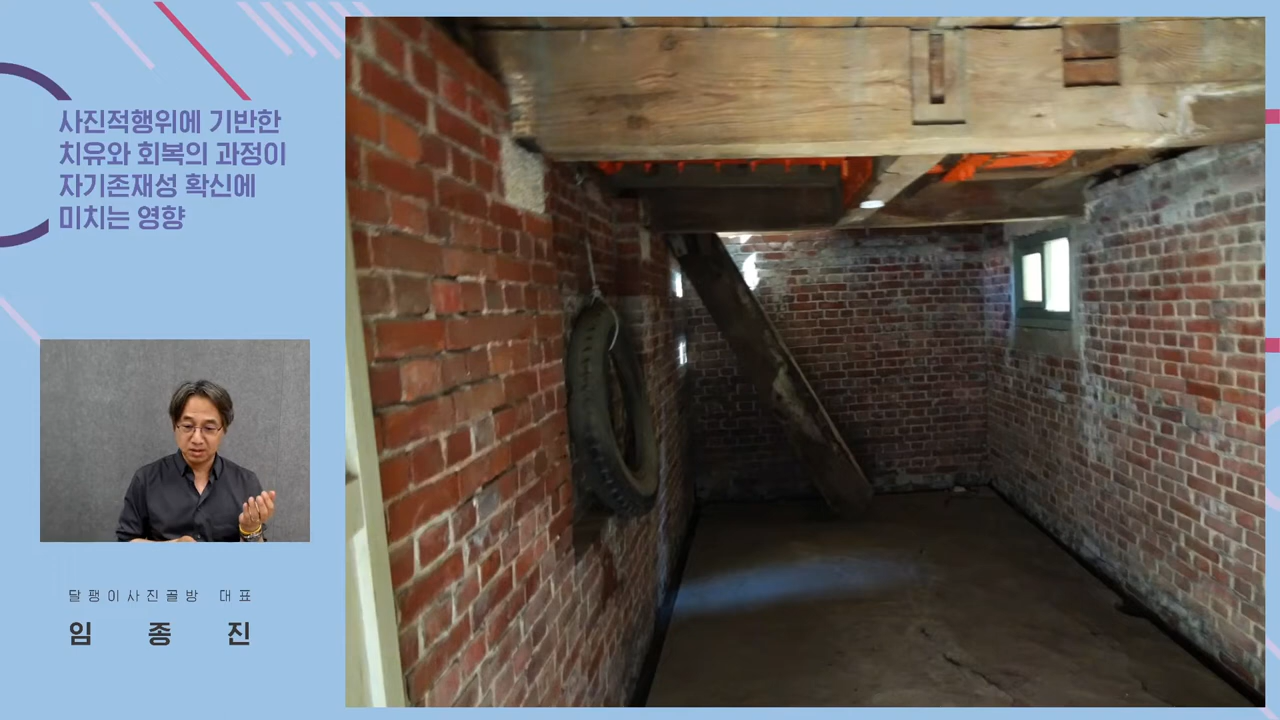 사진적행위에 기반한
치유와 회복의 과정이
자기존재성 확신에
미치는 영향
달팽이사진골방 대표
임종진